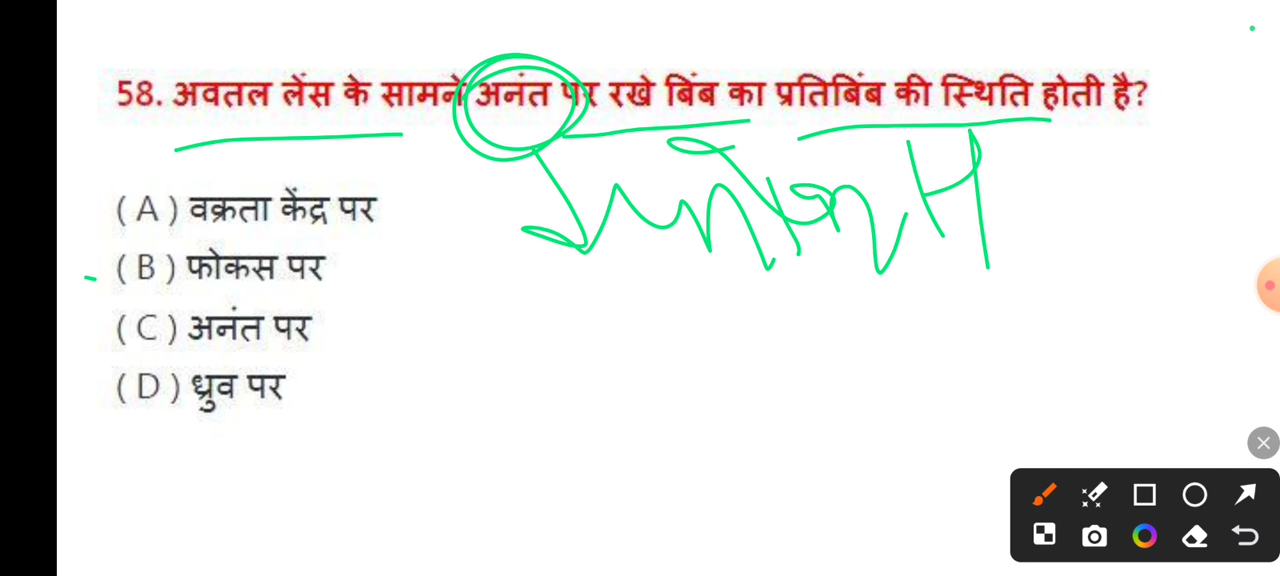 58. अवतल लेंस के सामने अनंत पर रखे बिंब का प्रतिबिंब की स्थिति होती है?
( A ) वक्रता केंद्र पर
( B ) फोकस पर
( C ) अनंत पर
( D ) ध्रुव पर